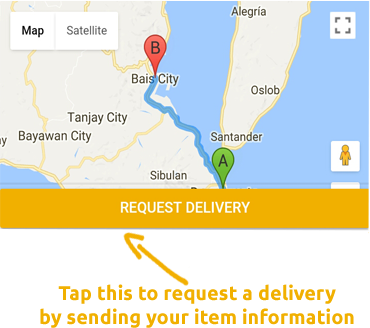 Alegría
Map Satellite
B
Bais City
Oslob
Tanjay City
Bayawan City
Santander
A
Sibulan
REQUEST DELIVERY
Tap this to request a delivery
by sending your item information